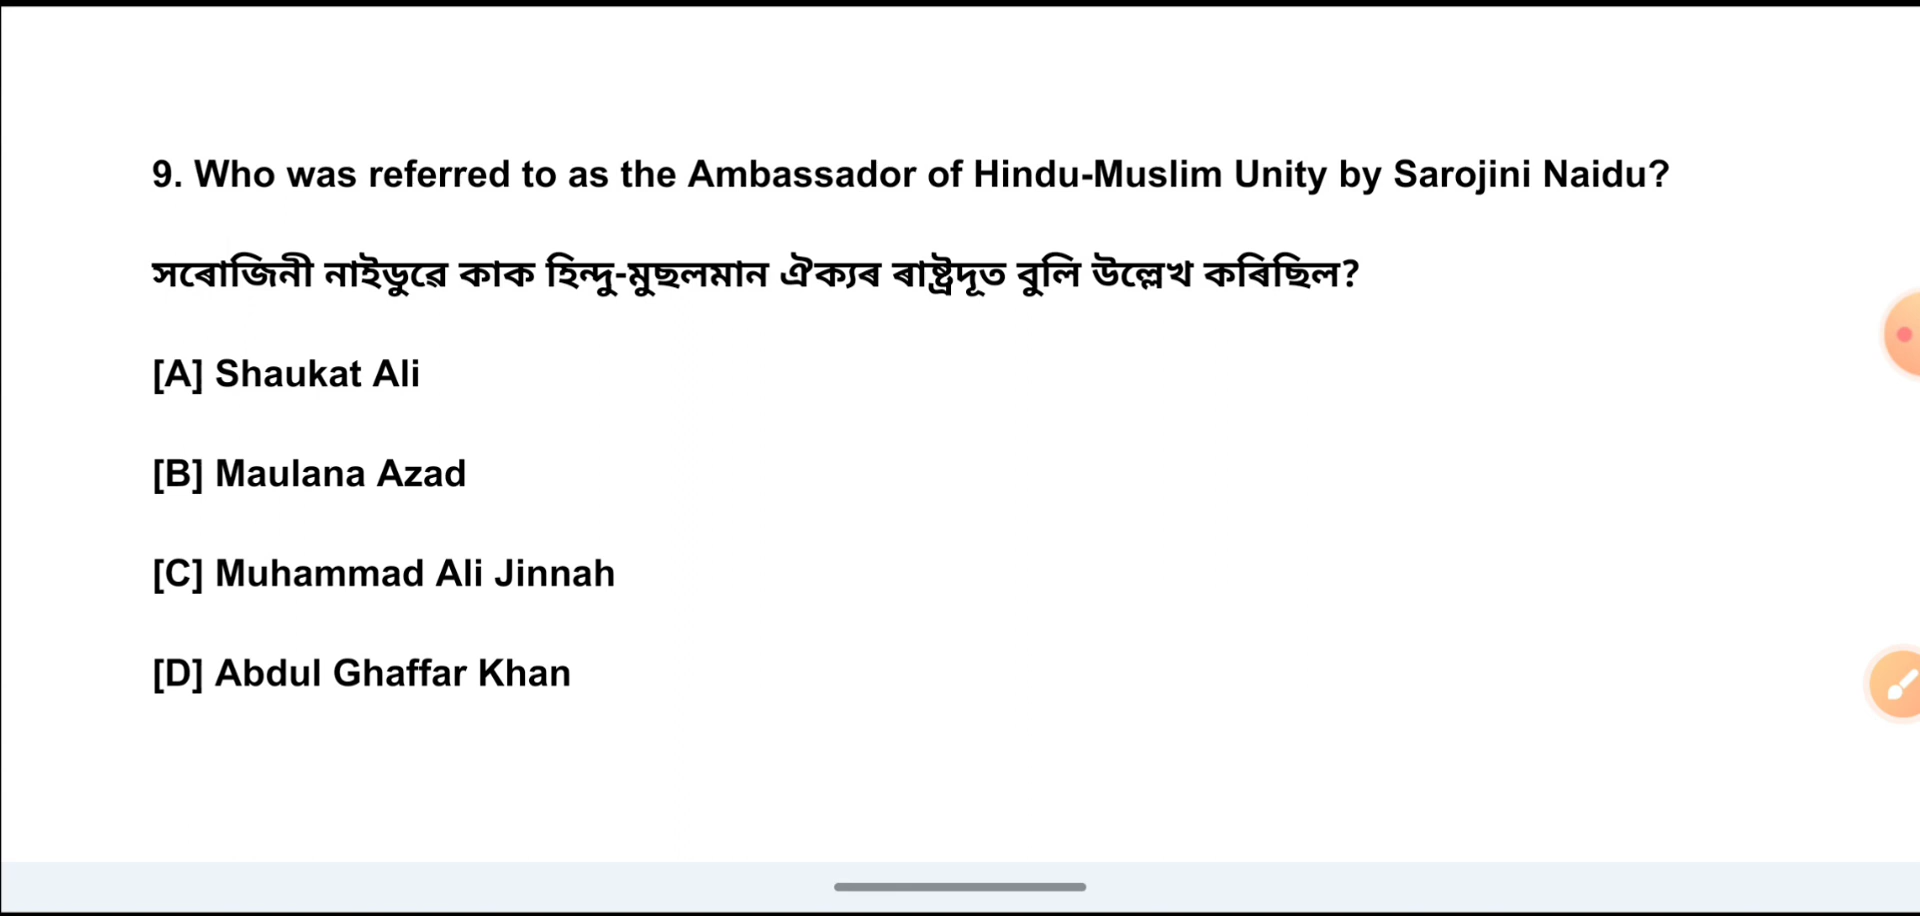 9. Who was referred to as the Ambassador of Hindu-Muslim Unity by Sarojini Naidu?
সৰোজিনী নাইডুৱে কাক হিন্দু-মুছলমান ঐক্যৰ ৰাষ্ট্ৰদূত বুলি উল্লেখ কৰিছিল?
[A] Shaukat Ali
[B] Maulana Azad
[C] Muhammad Ali Jinnah
[D] Abdul Ghaffar Khan